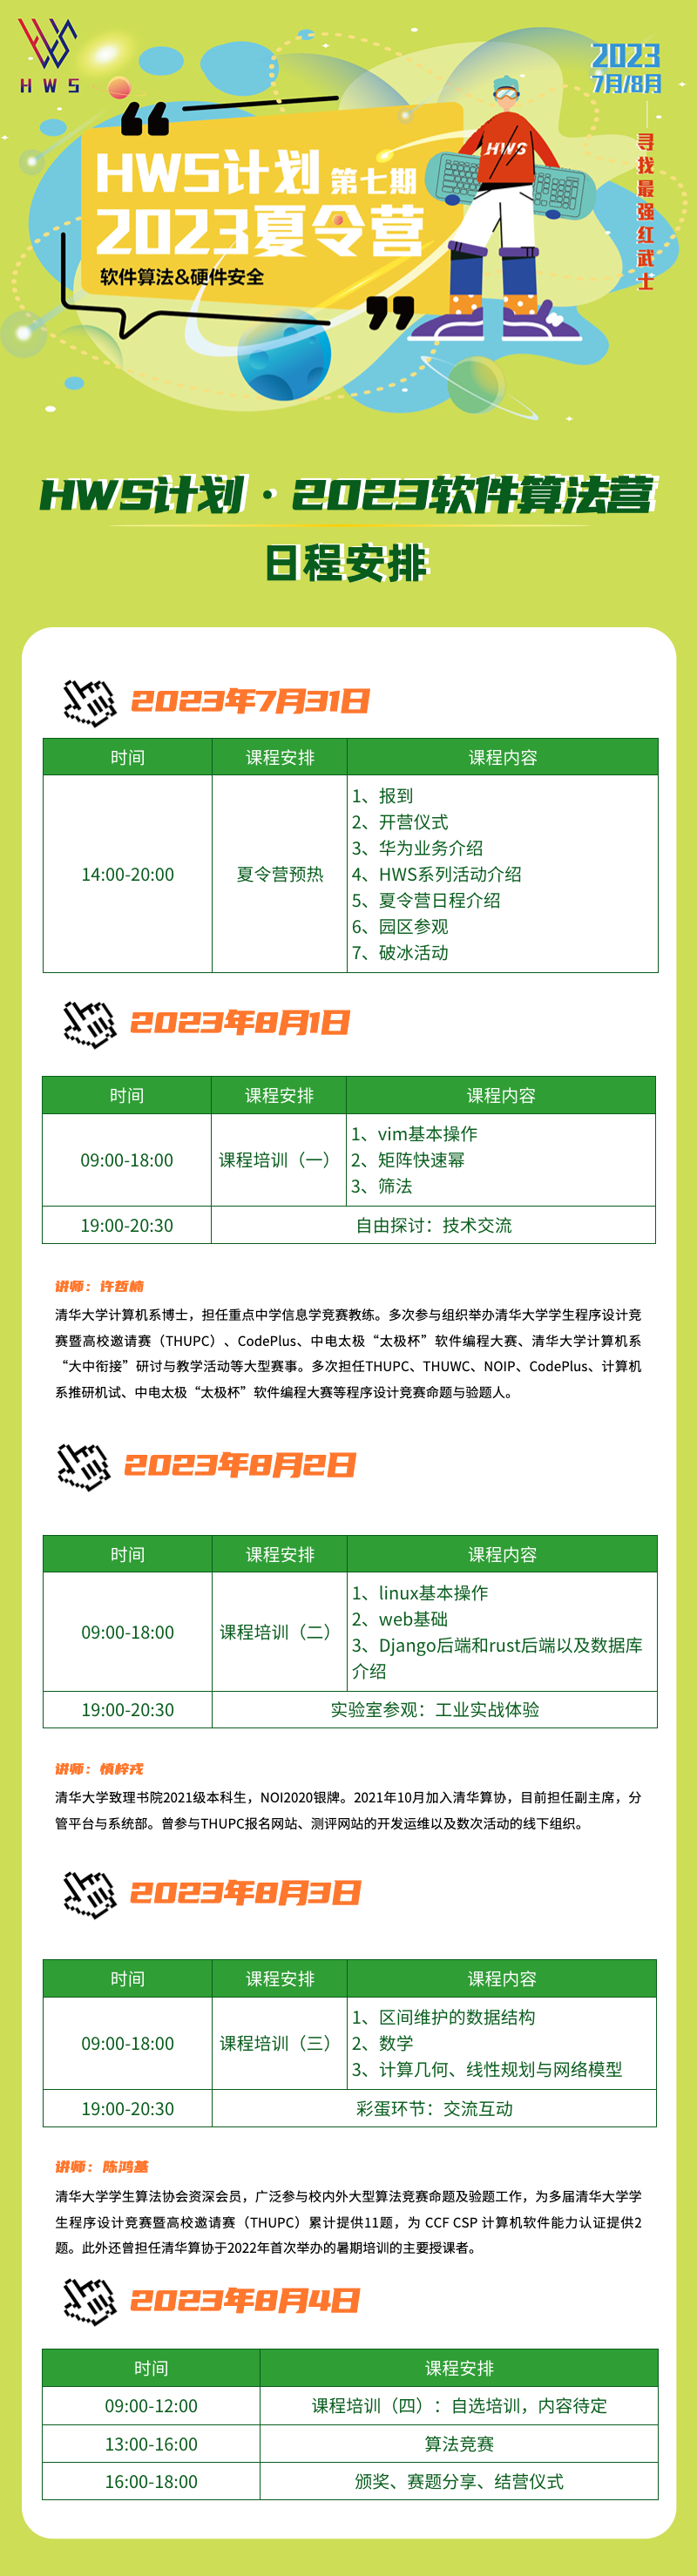 HWS
2023
7月/8月
寻找最强红武士
HWS计划 第七期
2023夏令营
软件算法&硬件安全
HWS
HWS计划 · 2023软件算法营
日程安排
2023年7月31日
时间 课程安排 课程内容
14:00-20:00 夏令营预热
1、报到
2、开营仪式
3、华为业务介绍
4、HWS系列活动介绍
5、夏令营日程介绍
6、园区参观
7、破冰活动
2023年8月1日
时间 课程安排 课程内容
09:00-18:00 课程培训（一）
1、vim基本操作
2、矩阵快速幂
3、筛法
19:00-20:30 自由探讨：技术交流
讲师：许哲楠
清华大学计算机系博士，担任重点中学信息学竞赛教练。多次参与组织举办清华大学学生程序设计竞
赛暨高校邀请赛（THUPC）、CodePlus、中电太极“太极杯”软件编程大赛、清华大学计算机系
“大中衔接”研讨与教学活动等大型赛事。多次担任THUPC、THUWC、NOIP、CodePlus、计算机
系推研机试、中电太极“太极杯”软件编程大赛等程序设计竞赛命题与验题人。
2023年8月2日
时间 课程安排 课程内容
09:00-18:00 课程培训（二）
1、linux基本操作
2、web基础
3、Django后端和rust后端以及数据库
介绍
19:00-20:30 实验室参观：工业实战体验
讲师：慎梓戎
清华大学致理书院2021级本科生，NOI2020银牌。2021年10月加入清华算协，目前担任副主席，分
管平台与系统部。曾参与THUPC报名网站、测评网站的开发运维以及数次活动的线下组织。
2023年8月3日
时间 课程安排 课程内容
09:00-18:00 课程培训（三）
1、区间维护的数据结构
2、数学
3、计算几何、线性规划与网络模型
19:00-20:30 彩蛋环节：交流互动
讲师：陈鸿基
清华大学学生算法协会资深会员，广泛参与校内外大型算法竞赛命题及验题工作，为多届清华大学学
生程序设计竞赛暨高校邀请赛（THUPC）累计提供11题，为 CCF CSP 计算机软件能力认证提供2
题。此外还曾担任清华算协于2022年首次举办的暑期培训的主要授课者。
2023年8月4日
时间 课程安排
09:00-12:00 课程培训（四）：自选培训，内容待定
13:00-16:00 算法竞赛
16:00-18:00 颁奖、赛题分享、结营仪式